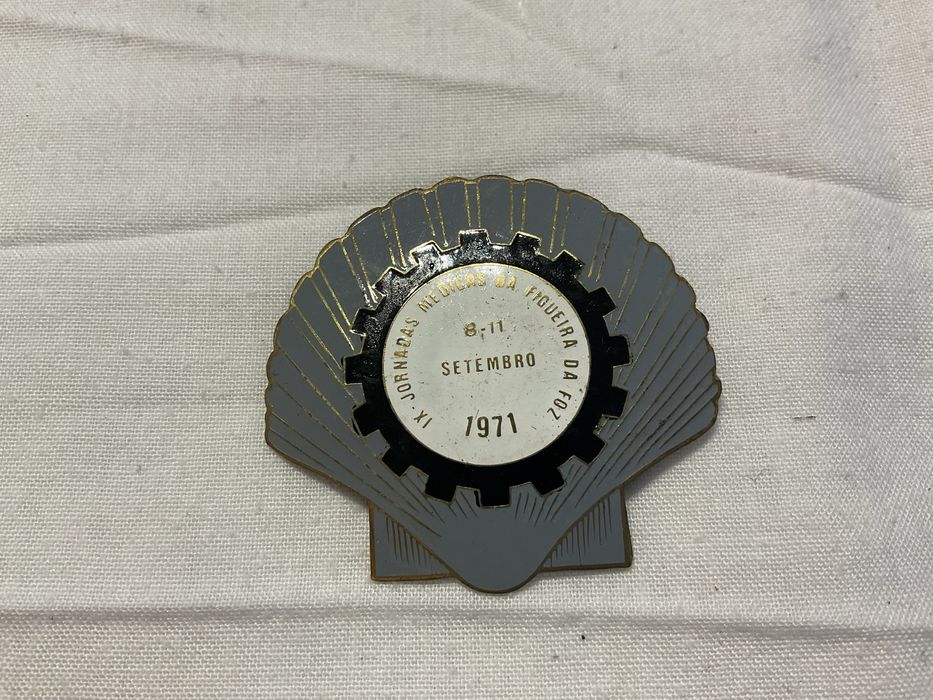 IX JORNADAS MEDICAS DA FIGUEIRA DA FOZ
8-11
SETEMBRO
1971